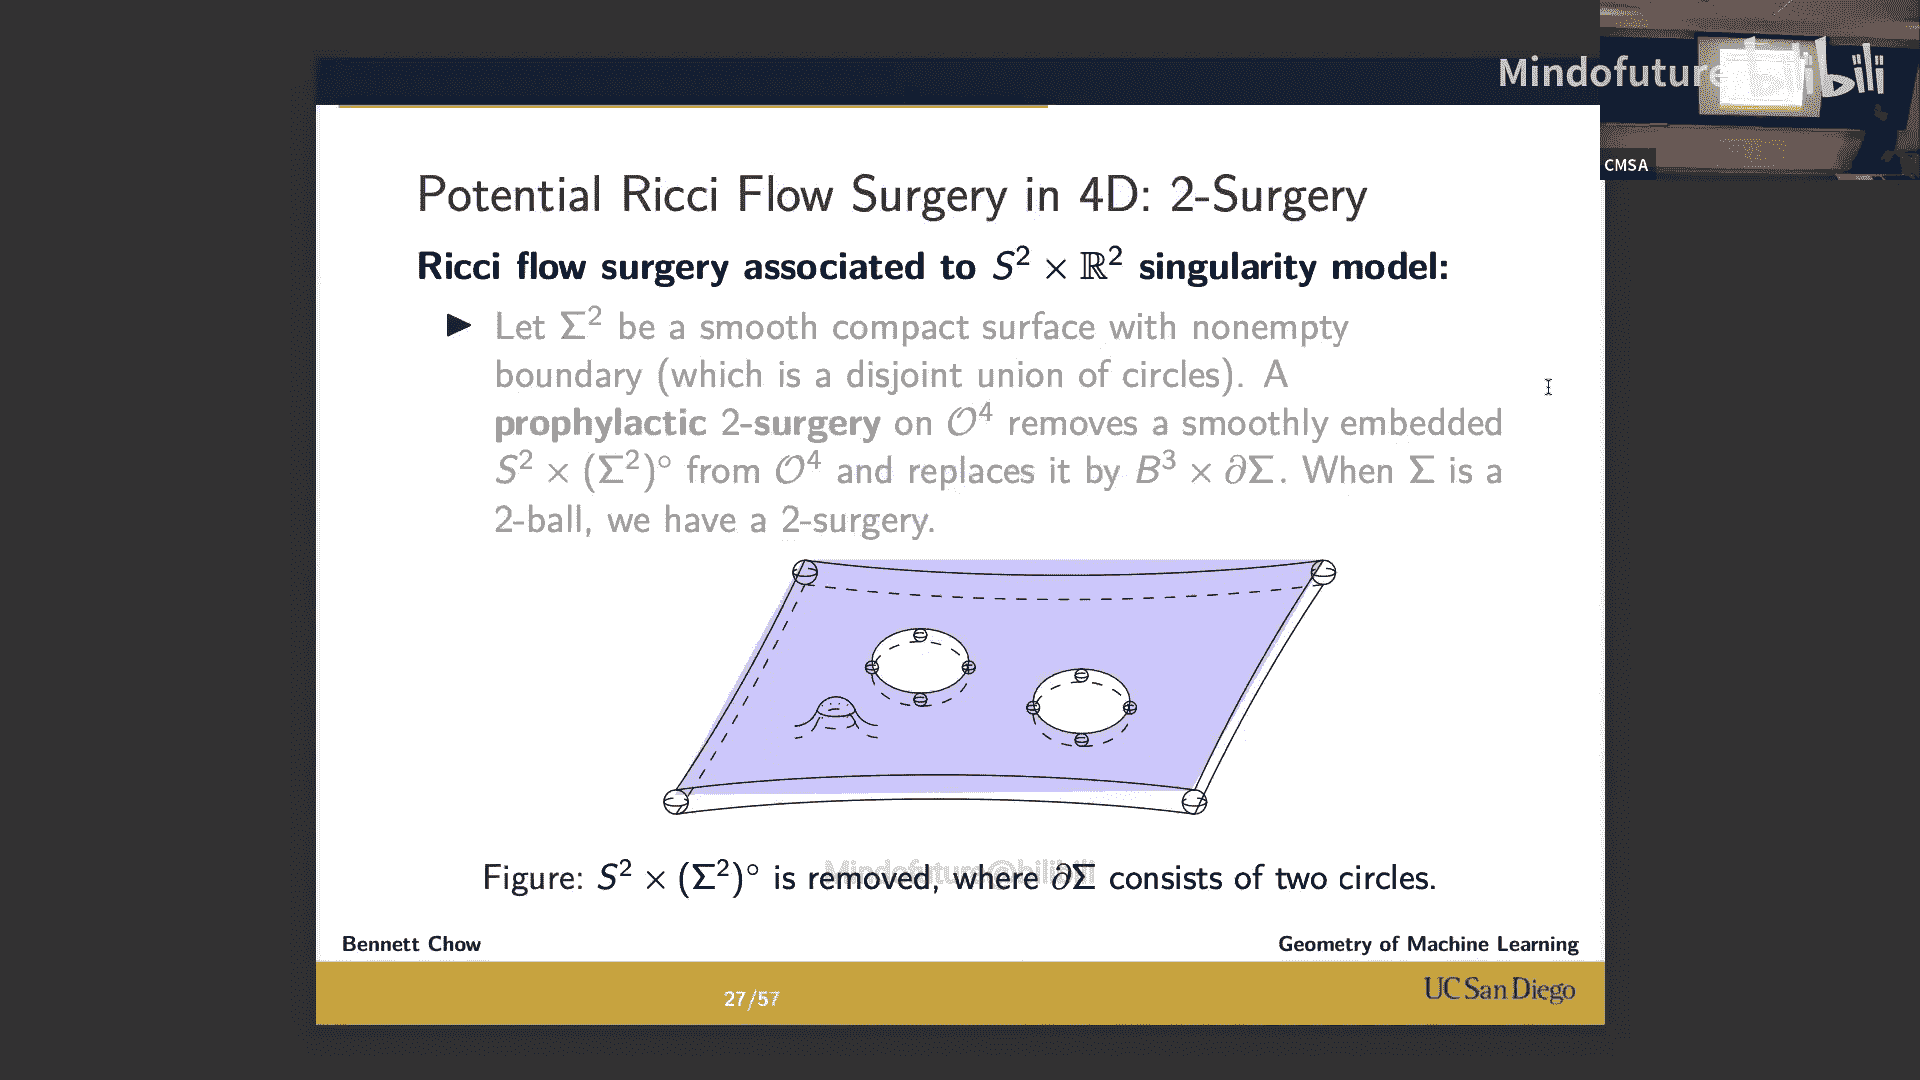 Mindofuture
bilibili
CMSA
Potential Ricci Flow Surgery in 4D: 2-Surgery
Ricci flow surgery associated to S² × ℝ² singularity model:
▶ Let Σ² be a smooth compact surface with nonempty
boundary (which is a disjoint union of circles). A
prophylactic 2-surgery on 𝒪⁴ removes a smoothly embedded
S² × (Σ²)° from 𝒪⁴ and replaces it by B³ × ∂Σ. When Σ is a
2-ball, we have a 2-surgery.
Mindofuture@bilibili
Figure: S² × (Σ²)° is removed, where ∂Σ consists of two circles.
Bennett Chow
Geometry of Machine Learning
27/57
UC San Diego